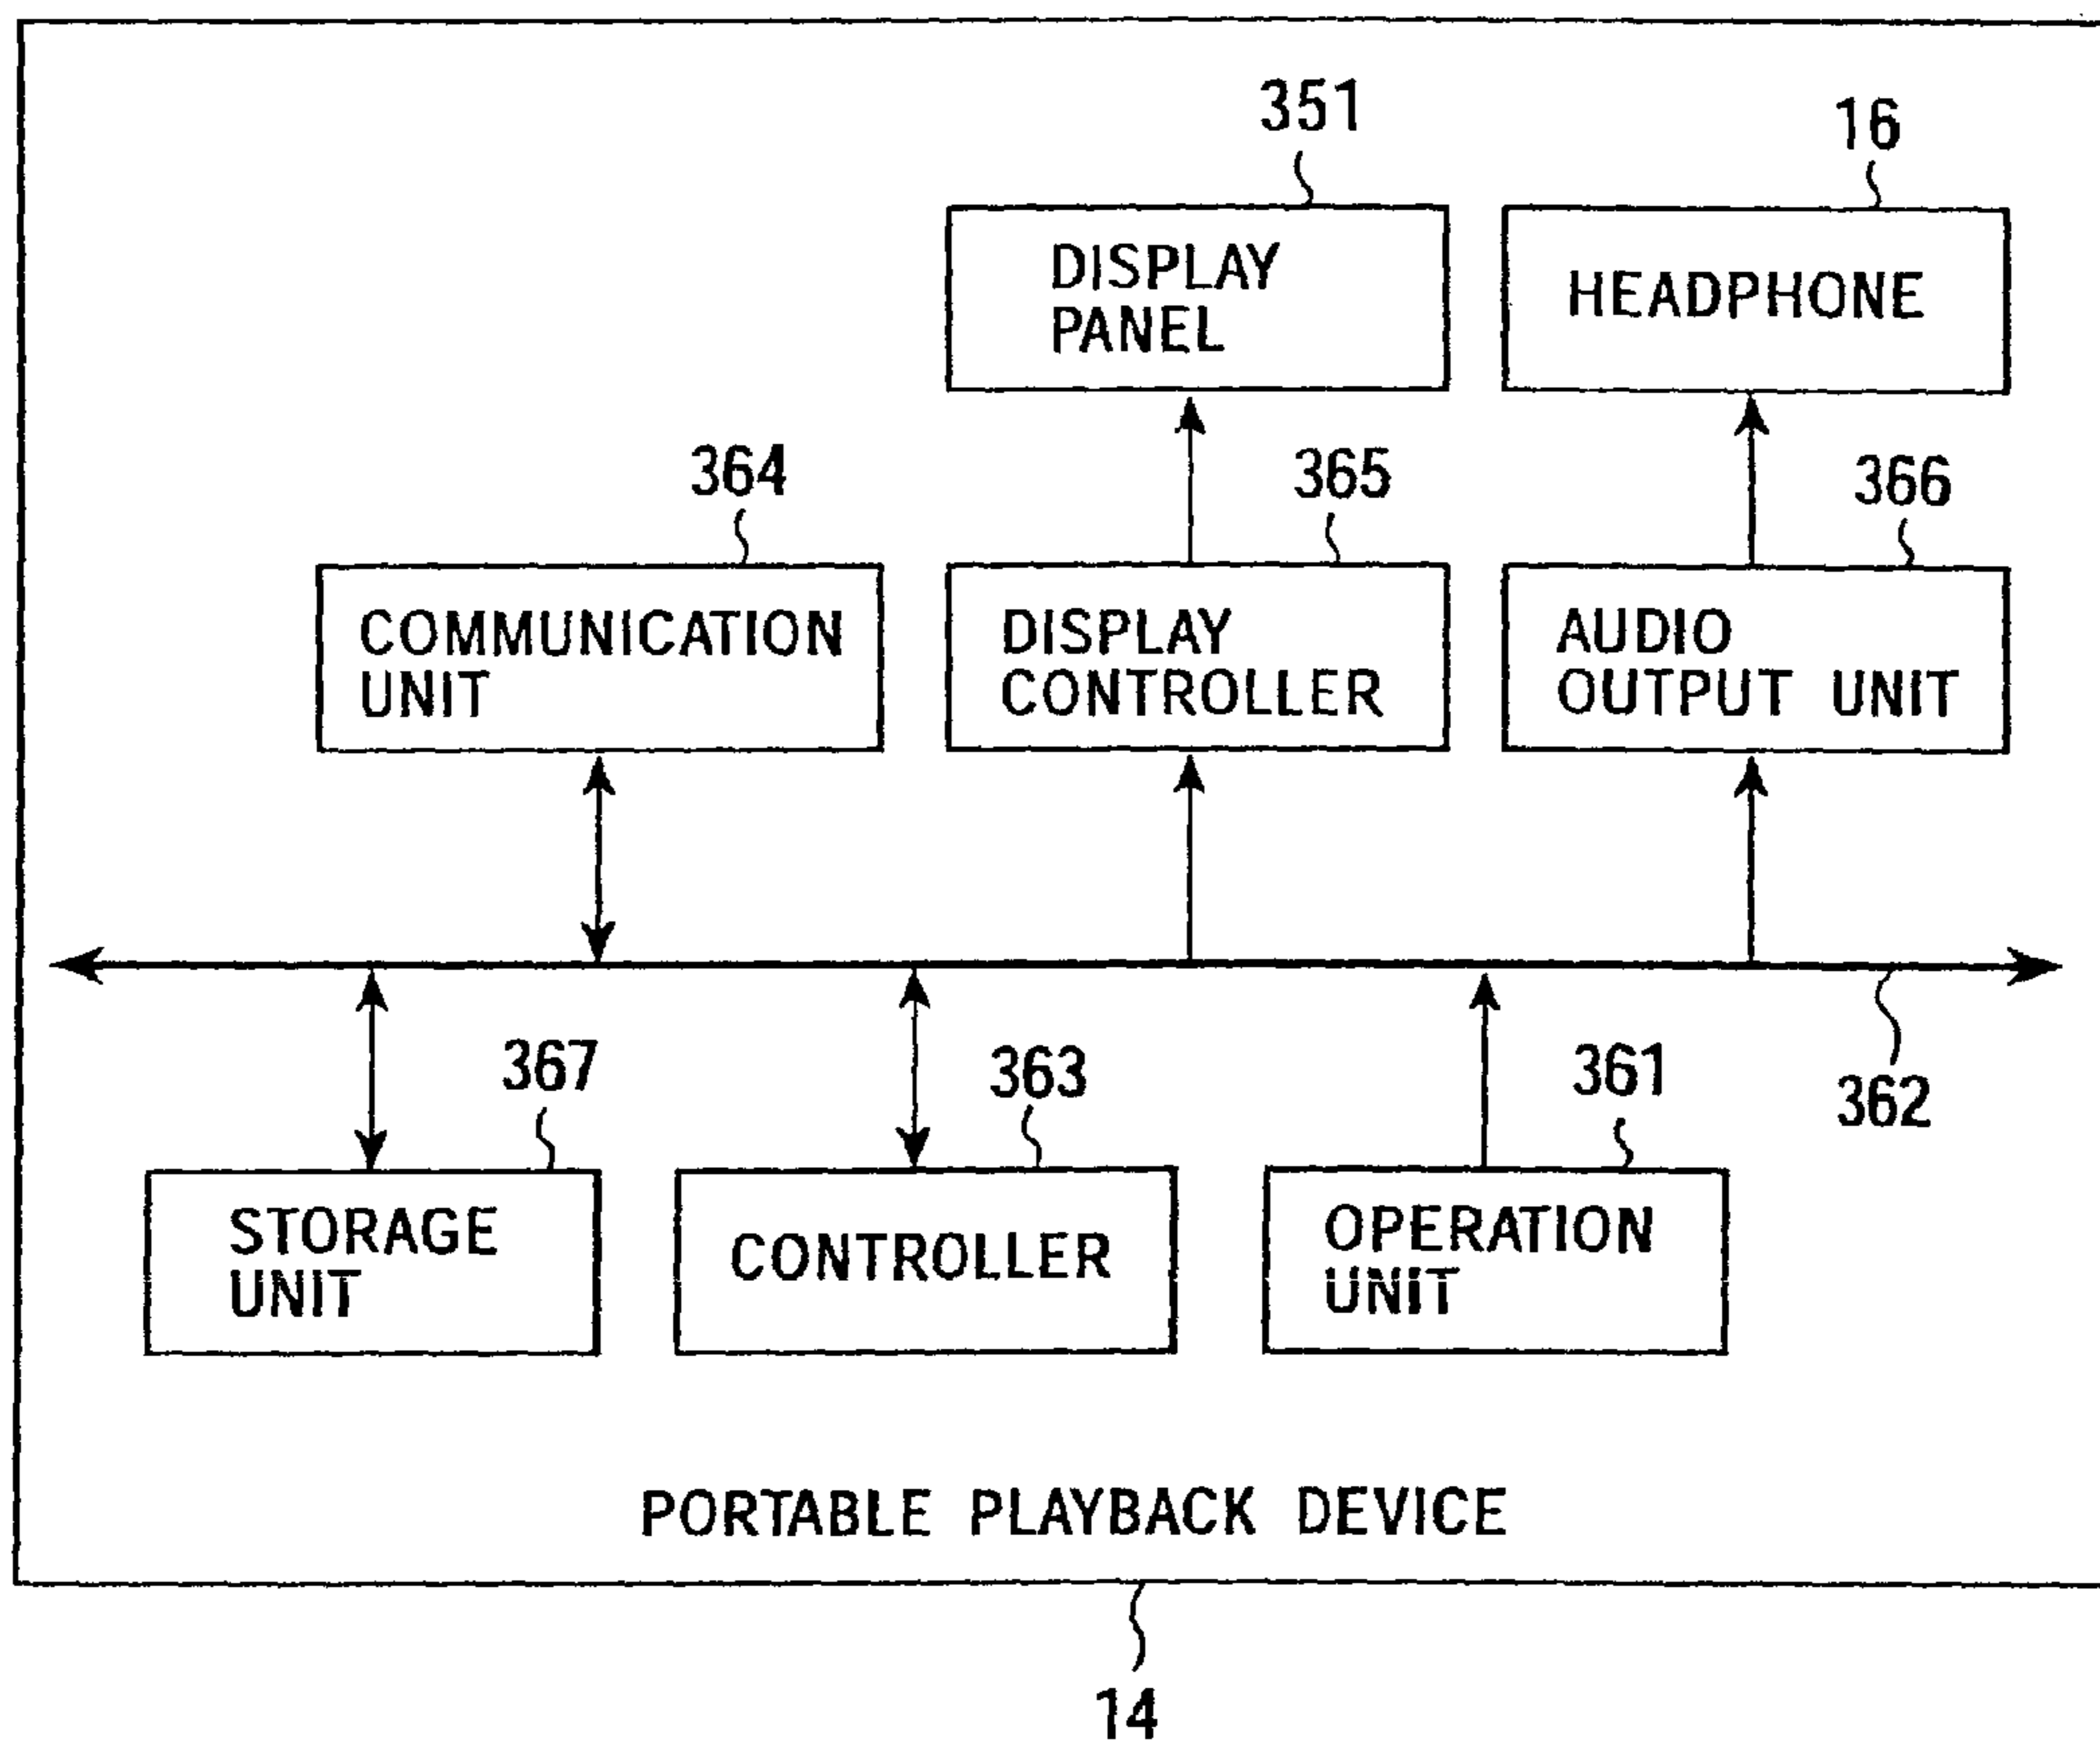 351
16
DISPLAY
PANEL
HEADPHONE
364
365
366
COMMUNICATION
UNIT
DISPLAY
CONTROLLER
AUDIO
OUTPUT UNIT
367
363
361
362
STORAGE
UNIT
CONTROLLER
OPERATION
UNIT
PORTABLE PLAYBACK DEVICE
14